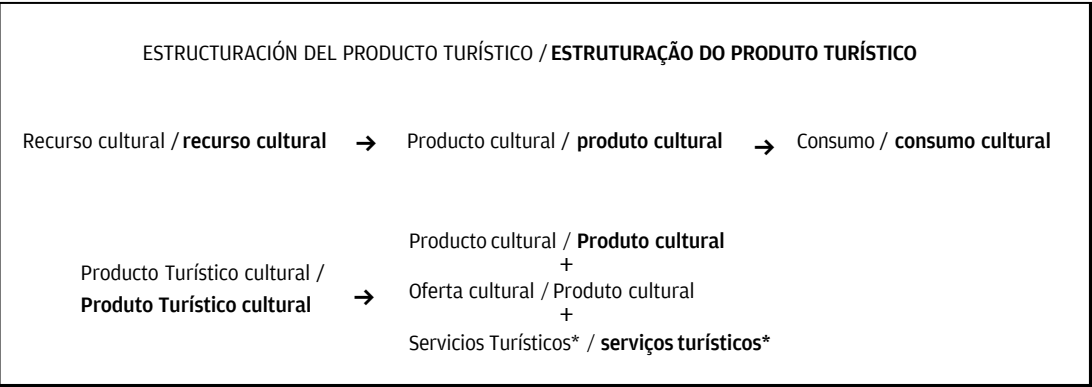 ESTRUCTURACIÓN DEL PRODUCTO TURÍSTICO / ESTRUTURAÇÃO DO PRODUTO TURÍSTICO
Recurso cultural / recurso cultural → Producto cultural / produto cultural → Consumo / consumo cultural
Producto cultural / Produto cultural
+
Producto Turístico cultural /
Produto Turístico cultural → Oferta cultural / Produto cultural
+
Servicios Turísticos* / serviços turísticos*